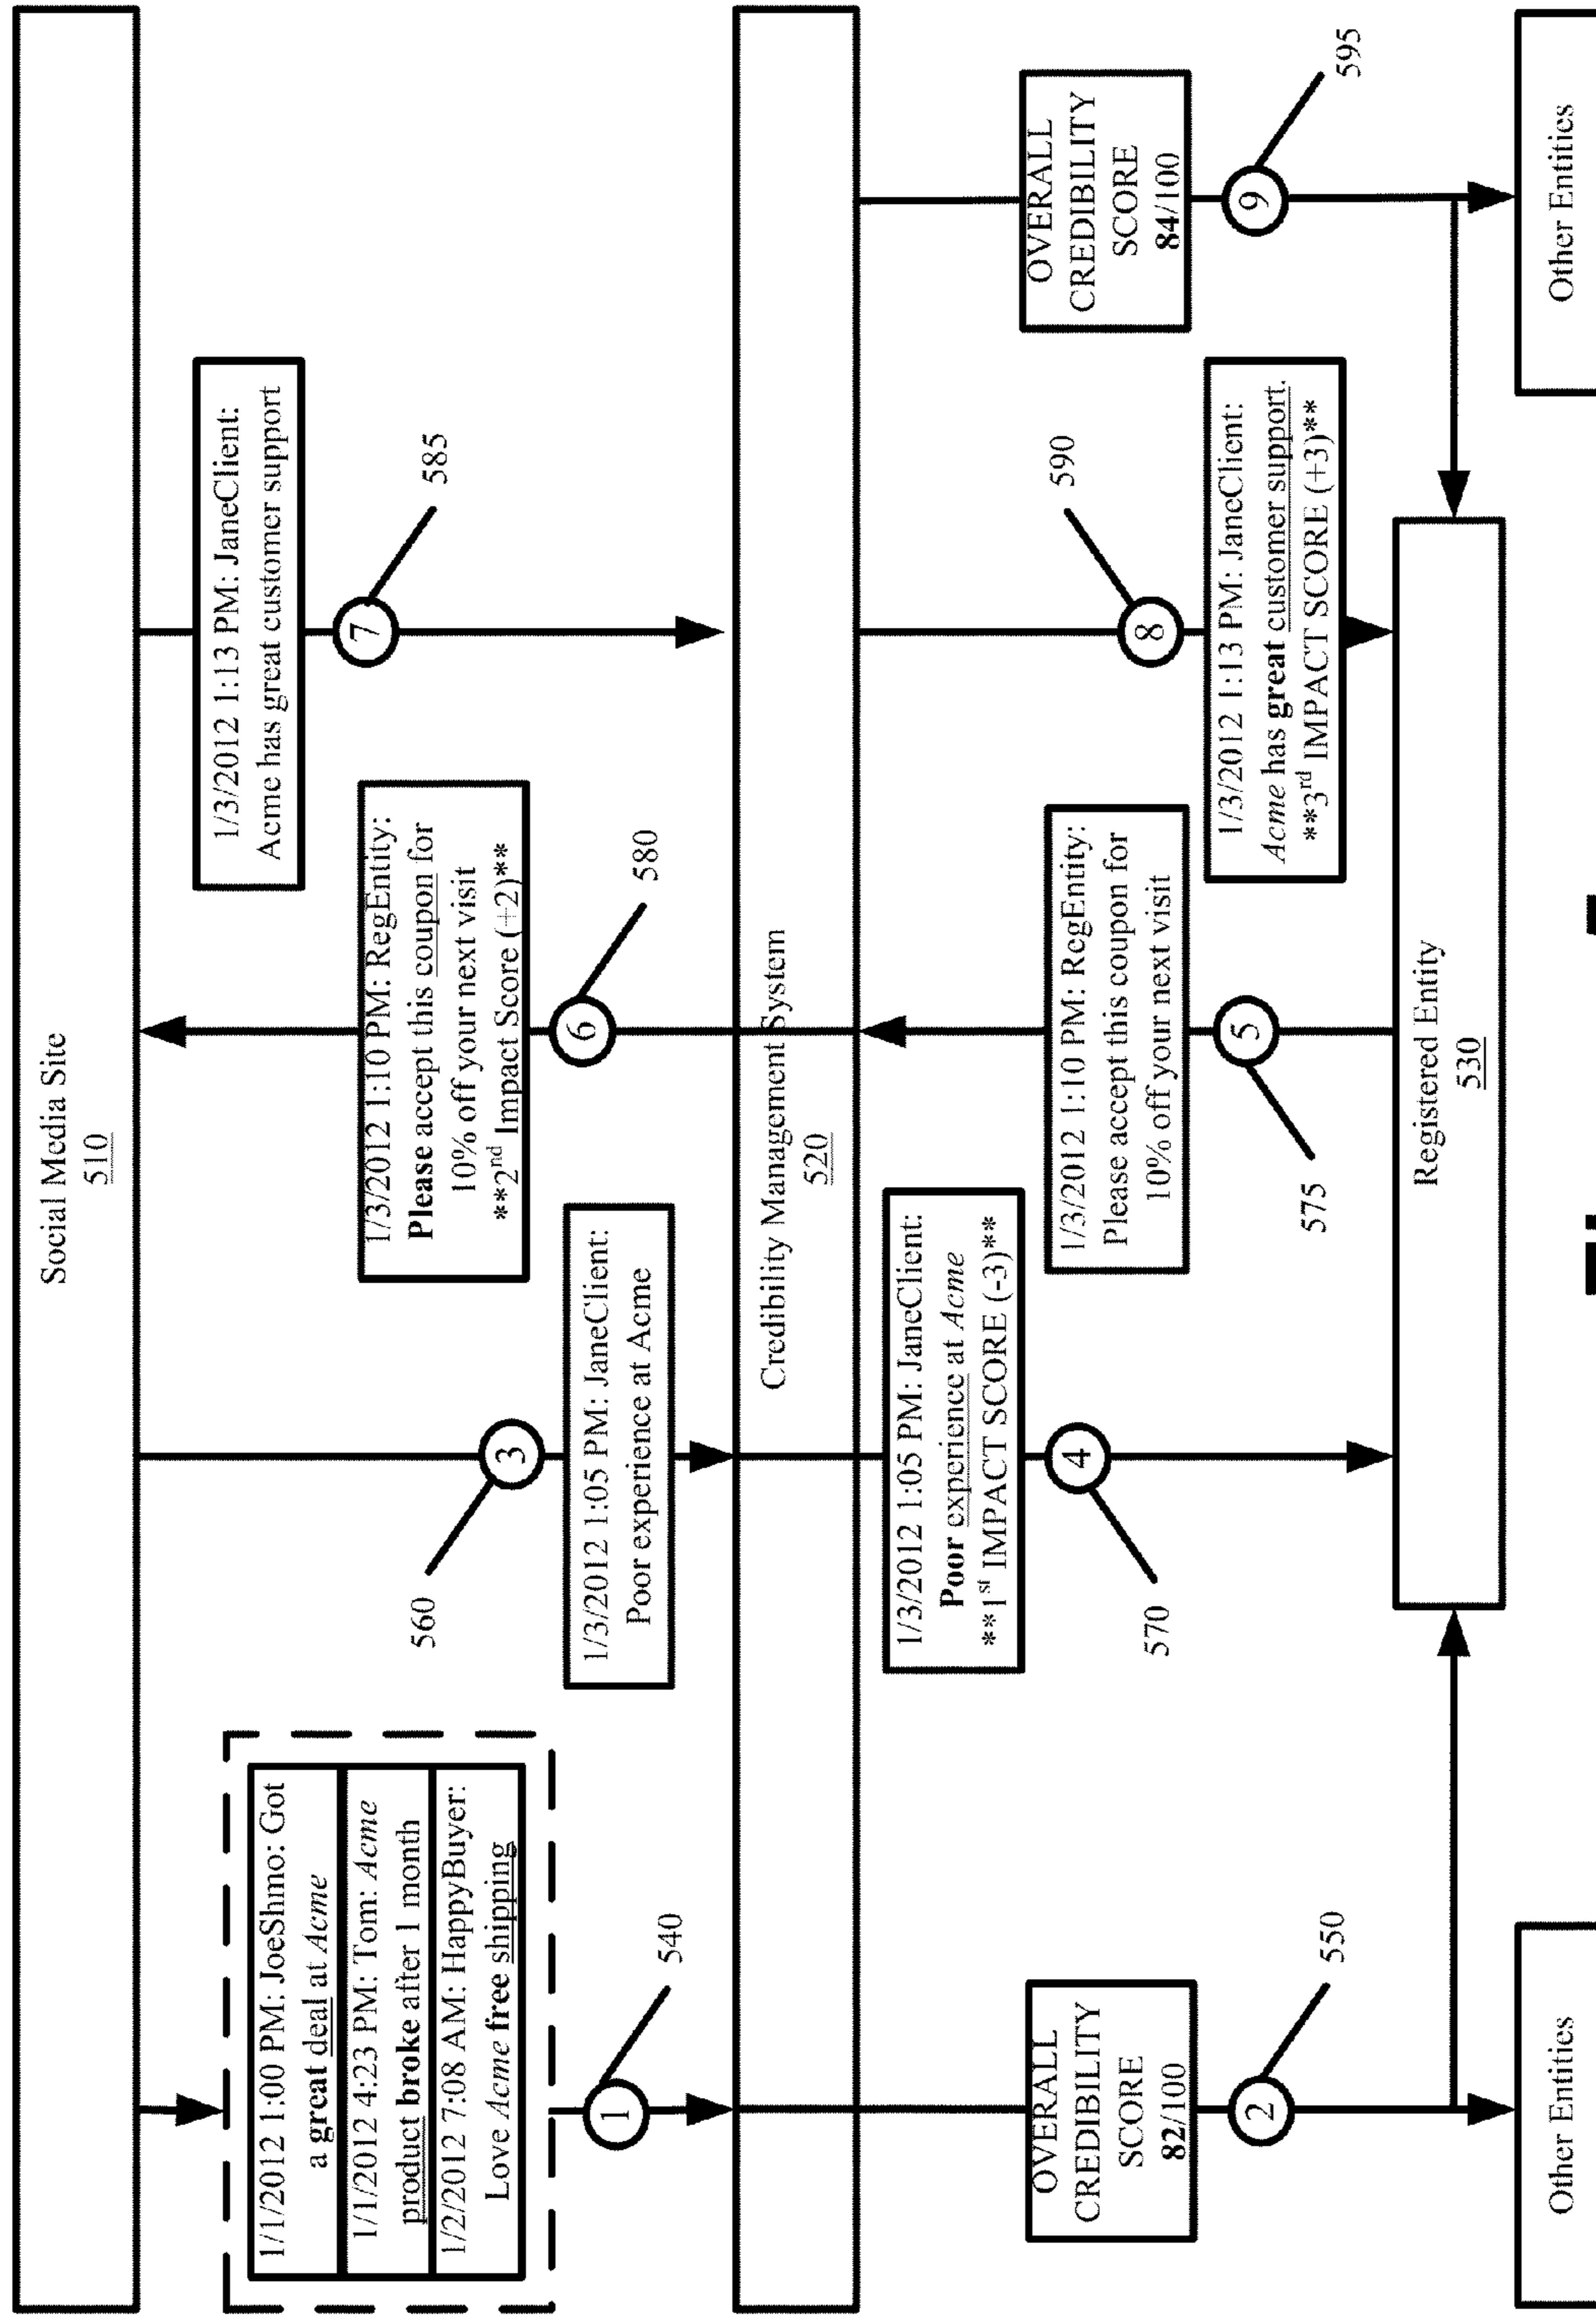 Social Media Site
510
1/1/2012 1:00 PM: JoeShmo: Got
a great deal at Acme
1/1/2012 4:23 PM: Tom: Acme
product broke after 1 month
1/2/2012 7:08 AM: HappyBuyer:
Love Acme free shipping
1
540
560
3
1/3/2012 1:05 PM: JaneClient:
Poor experience at Acme
1/3/2012 1:10 PM: RegEntity:
Please accept this coupon for
10% off your next visit
**2nd Impact Score (+2)**
6
580
1/3/2012 1:13 PM: JaneClient:
Acme has great customer support
7
585
Credibility Management System
520
OVERALL
CREDIBILITY
SCORE
82/100
2
550
1/3/2012 1:05 PM: JaneClient:
Poor experience at Acme
**1st IMPACT SCORE (-3)**
4
570
1/3/2012 1:10 PM: RegEntity:
Please accept this coupon for
10% off your next visit
5
575
590
8
1/3/2012 1:13 PM: JaneClient:
Acme has great customer support.
**3rd IMPACT SCORE (+3)**
OVERALL
CREDIBILITY
SCORE
84/100
9
595
Registered Entity
530
Other Entities
Other Entities